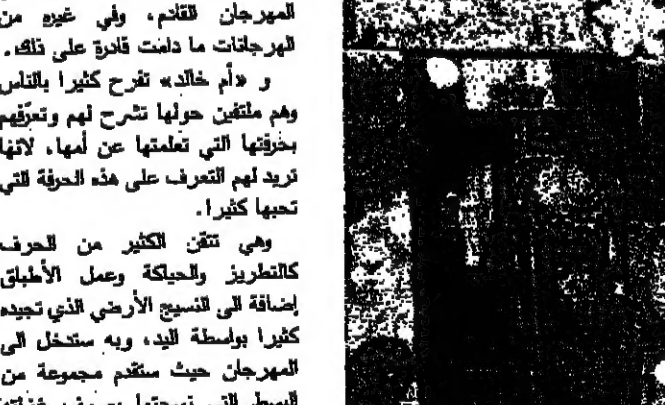 المهرجان القادم، وفي غيره من
المهرجانات ما دامت قادرة على ذلك.
و «أم خالد» تفرح كثيرا بالناس
وهم ملتفين حولها تشرح لهم وتعرّفهم
بحرفتها التي تعلمتها عن أمها، لانها
تريد لهم التعرف على هذه الحرفة التي
تحبها كثيرا.
وهي تتقن الكثير من الحرف
كالتطريز والحياكة وعمل الأطباق
إضافة الى النسيج الأرضي الذي تجيده
كثيرا بواسطة اليد، وبه ستدخل الى
المهرجان حيث ستقدم مجموعة من
البسط التي نسجتها